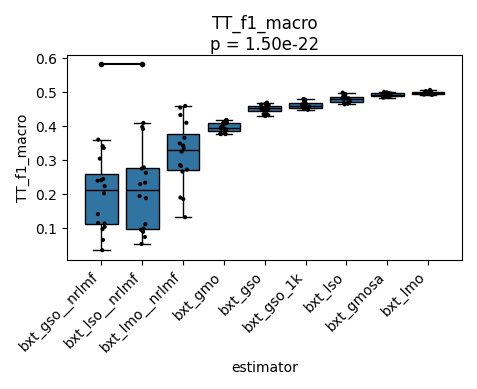 TT_f1_macro
p = 1.50e-22
TT_f1_macro
0.6
0.5
0.4
0.3
0.2
0.1
bxt_gso__nrlmf
bxt_lso__nrlmf
bxt_lmo__nrlmf
bxt_gmo
bxt_gso
bxt_gso_1k
bxt_lso
bxt_gmosa
bxt_lmo
estimator